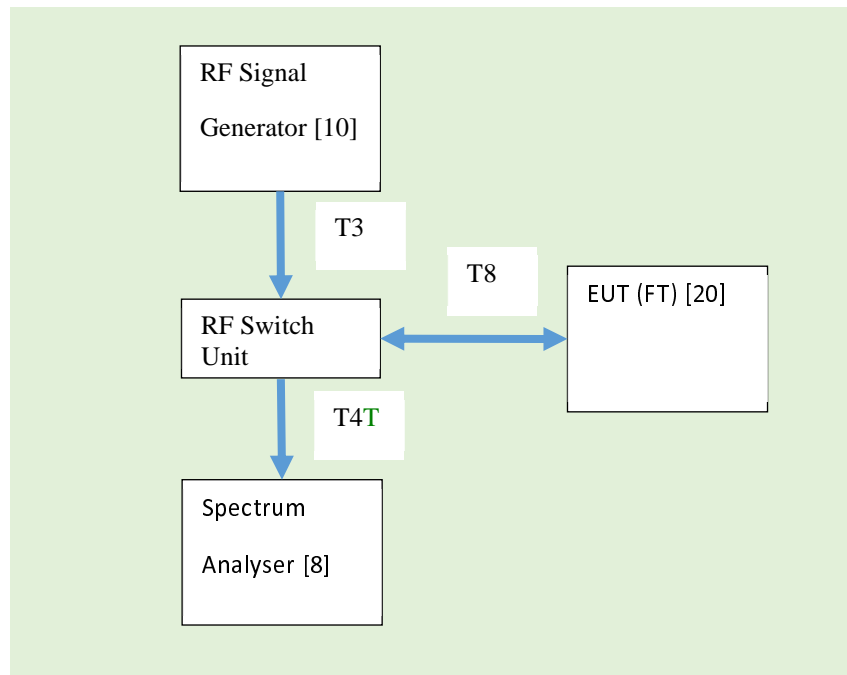 RF Signal
Generator [10]
T3
T8
EUT (FT) [20]
RF Switch
Unit
T4T
Spectrum
Analyser [8]